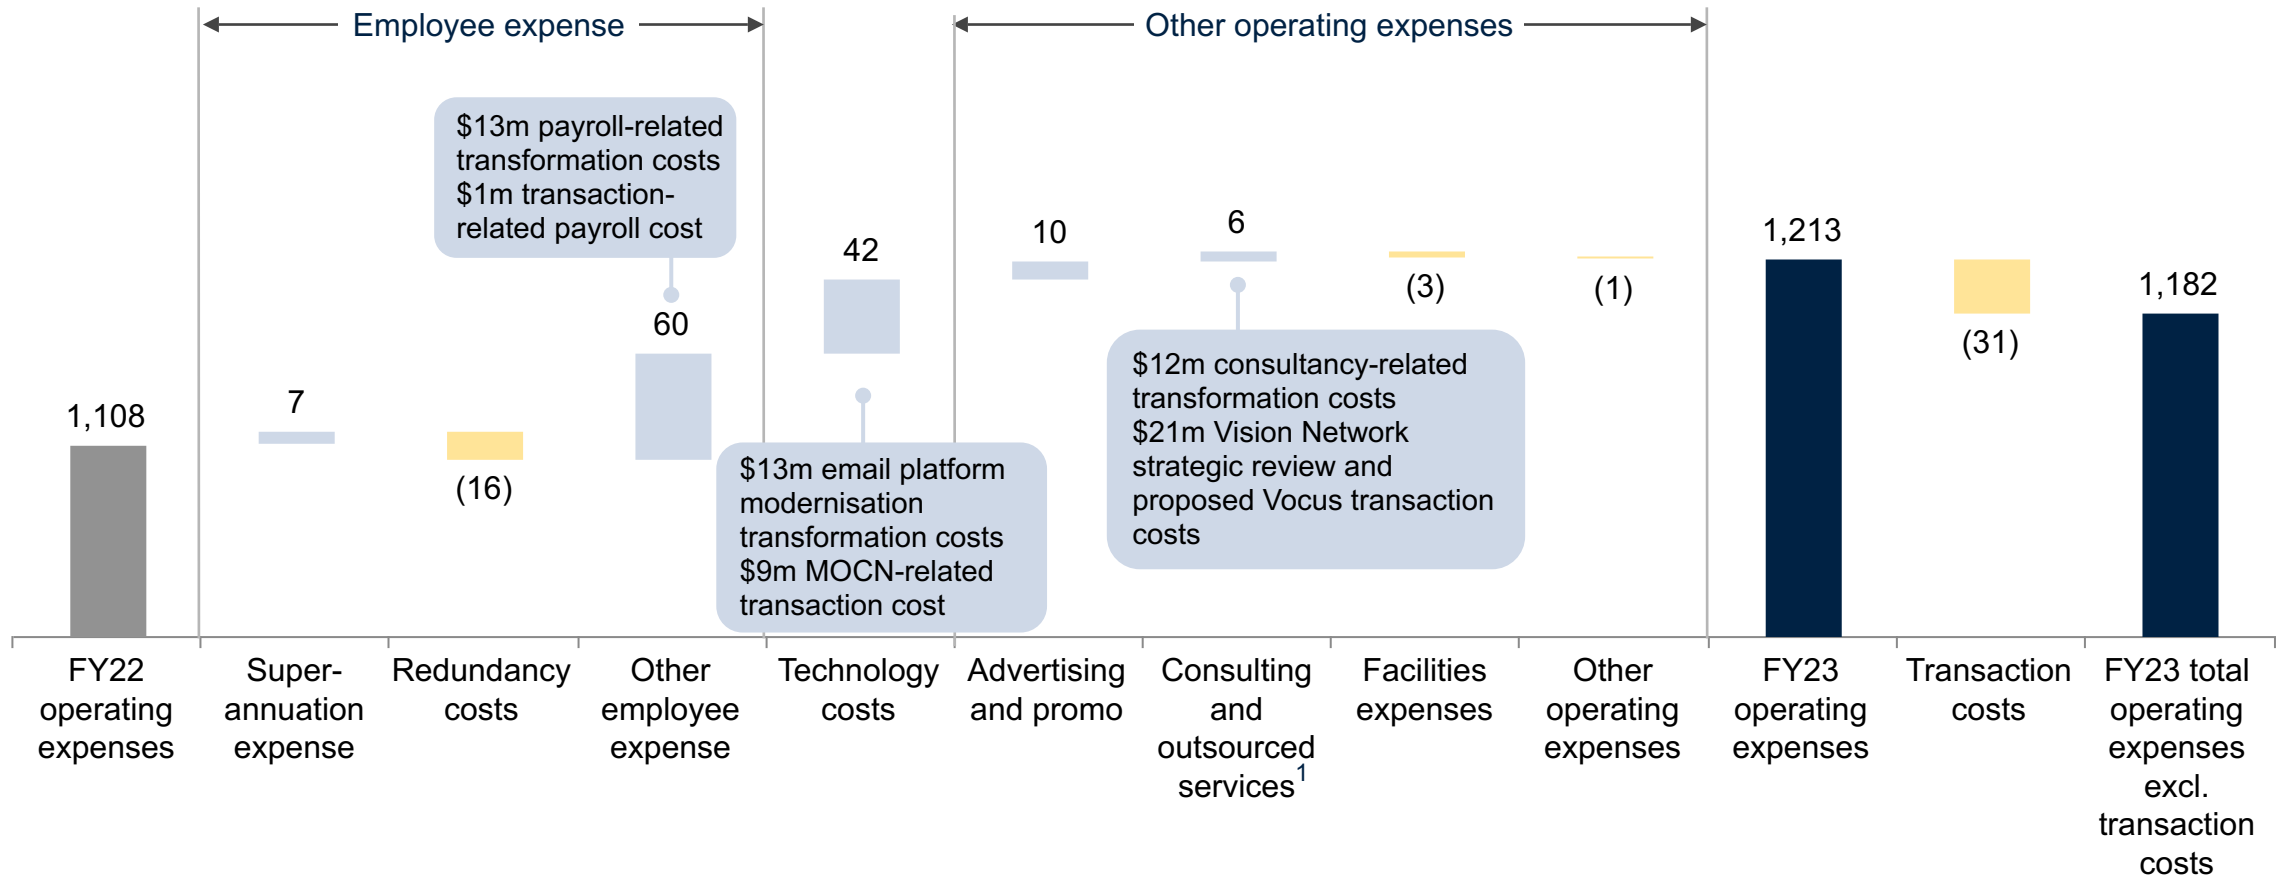 Employee expense
Other operating expenses
$13m payroll-related
transformation costs
$1m transaction-
related payroll cost
1,108
7
(16)
60
42
10
6
(3)
(1)
1,213
(31)
1,182
$13m email platform
modernisation
transformation costs
$9m MOCN-related
transaction cost
$12m consultancy-related
transformation costs
$21m Vision Network
strategic review and
proposed Vocus transaction
costs
FY22
operating
expenses
Super-
annuation
expense
Redundancy
costs
Other
employee
expense
Technology
costs
Advertising
and promo
Consulting
and
outsourced
services1
Facilities
expenses
Other
operating
expenses
FY23
operating
expenses
Transaction
costs
FY23 total
operating
expenses
excl.
transaction
costs